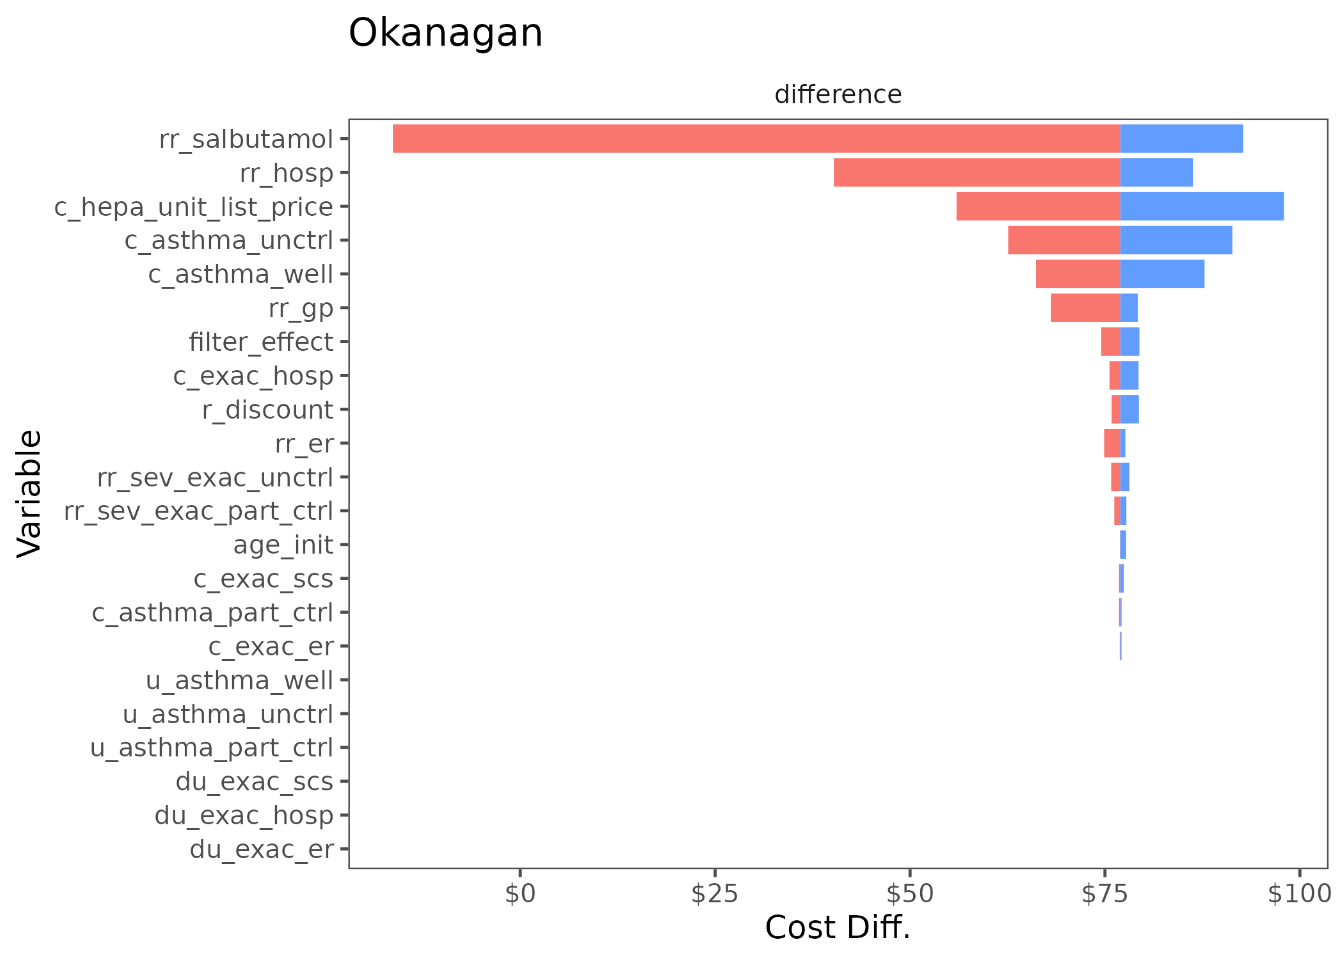 Okanagan
difference
rr_salbutamol
rr_hosp
c_hepa_unit_list_price
c_asthma_unctrl
c_asthma_well
rr_gp
filter_effect
c_exac_hosp
r_discount
rr_er
rr_sev_exac_unctrl
rr_sev_exac_part_ctrl
age_init
c_exac_scs
c_asthma_part_ctrl
c_exac_er
u_asthma_well
u_asthma_unctrl
u_asthma_part_ctrl
du_exac_scs
du_exac_hosp
du_exac_er
Variable
$0 $25 $50 $75 $100
Cost Diff.